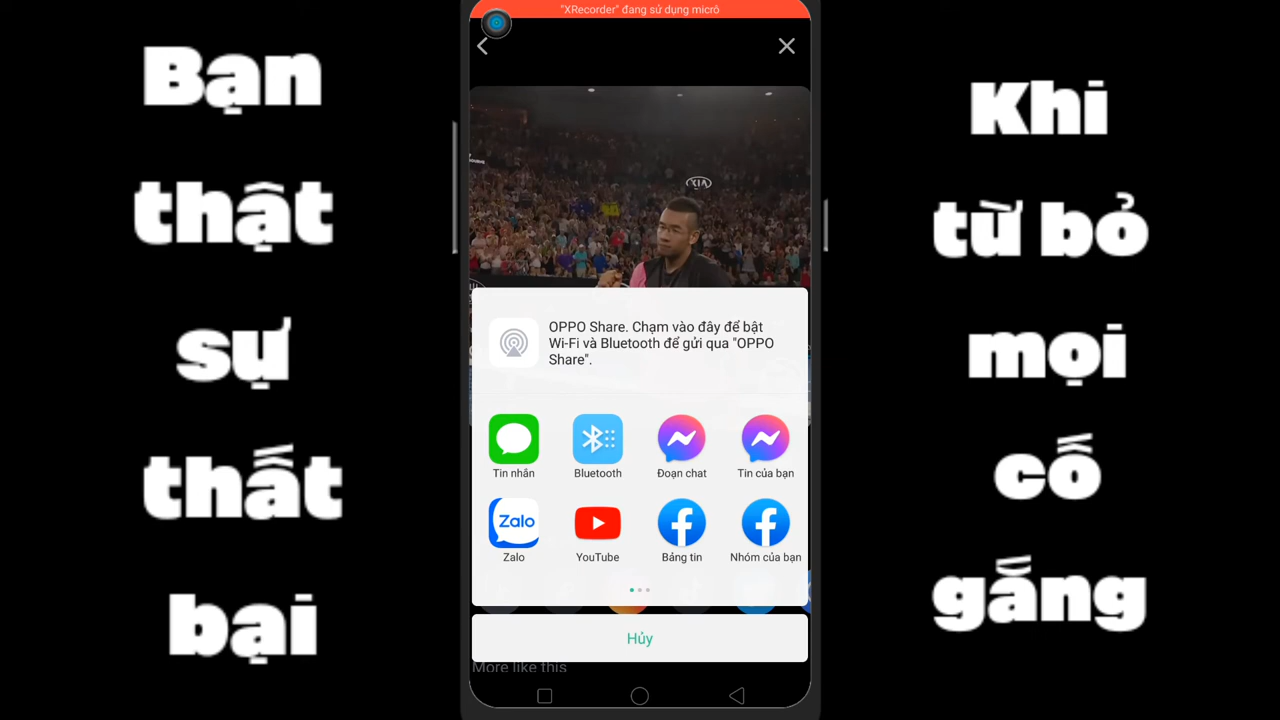 "XRecorder" đang sử dụng micrô
Bạn
thật
sự
thất
bại
KIA
OPPO Share. Chạm vào đây để bật
Wi-Fi và Bluetooth để gửi qua "OPPO
Share".
Tin nhắn
Bluetooth
Đoạn chat
Tin của bạn
Zalo
Zalo
YouTube
Bảng tin
Nhóm của bạn
Hủy
More like this
Khi
từ bỏ
mọi
cố
gắng